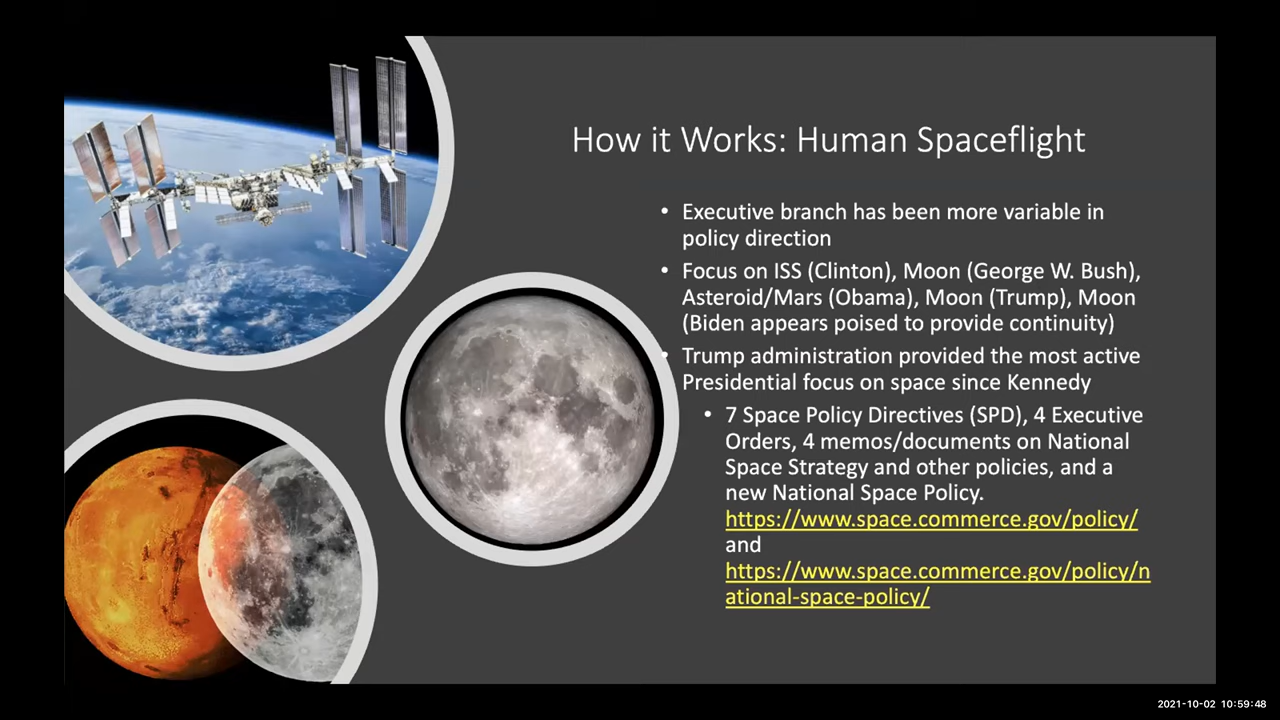 How it Works: Human Spaceflight
• Executive branch has been more variable in
policy direction
• Focus on ISS (Clinton), Moon (George W. Bush),
Asteroid/Mars (Obama), Moon (Trump), Moon
(Biden appears poised to provide continuity)
• Trump administration provided the most active
Presidential focus on space since Kennedy
• 7 Space Policy Directives (SPD), 4 Executive
Orders, 4 memos/documents on National
Space Strategy and other policies, and a
new National Space Policy.
https://www.space.commerce.gov/policy/
and
https://www.space.commerce.gov/policy/n
ational-space-policy/
2021-10-02 10:59:48